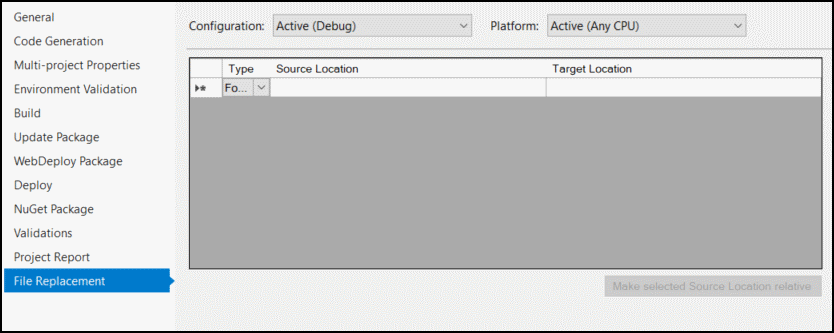 General
Code Generation
Multi-project Properties
Environment Validation
Build
Update Package
WebDeploy Package
Deploy
NuGet Package
Validations
Project Report
File Replacement
Configuration: Active (Debug) Platform: Active (Any CPU)
Type Source Location Target Location
Fo...
Make selected Source Location relative